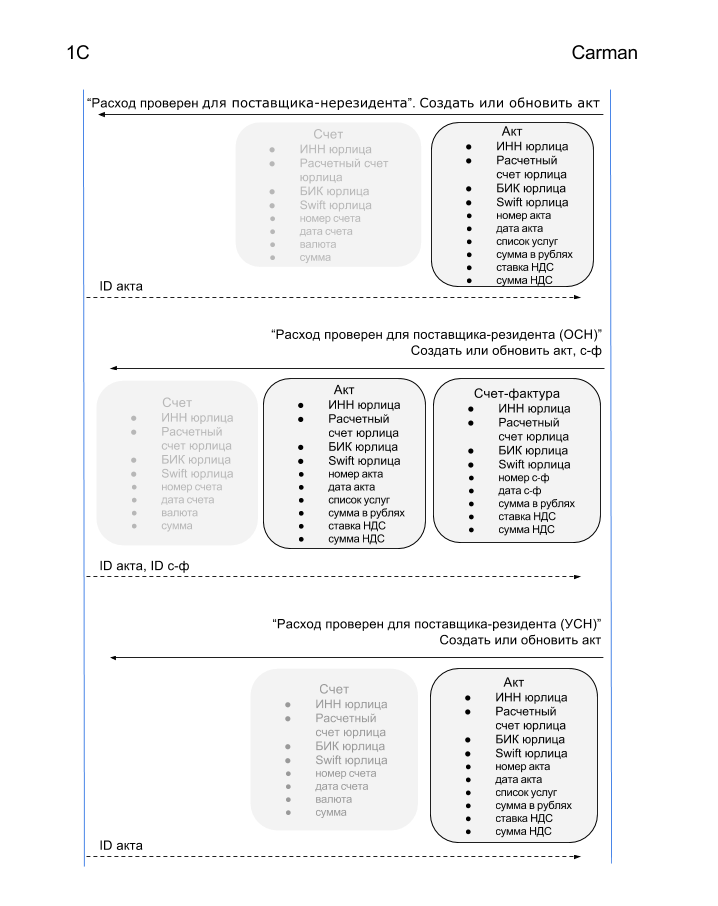 1C
Carman
“Расход проверен для поставщика-нерезидента”. Создать или обновить акт
Счет
● ИНН юрлица
● Расчетный счет
юрлица
● БИК юрлица
● Swift юрлица
● номер счета
● дата счета
● валюта
● сумма
Акт
● ИНН юрлица
● Расчетный
счет юрлица
● БИК юрлица
● Swift юрлица
● номер акта
● дата акта
● список услуг
● сумма в рублях
● ставка НДС
● сумма НДС
ID акта
“Расход проверен для поставщика-резидента (ОСН)”
Создать или обновить акт, с-ф
Счет
● ИНН юрлица
● Расчетный
счет юрлица
● БИК юрлица
● Swift юрлица
● номер счета
● дата счета
● валюта
● сумма
Акт
● ИНН юрлица
● Расчетный
счет юрлица
● БИК юрлица
● Swift юрлица
● номер акта
● дата акта
● список услуг
● сумма в рублях
● ставка НДС
● сумма НДС
Счет-фактура
● ИНН юрлица
● Расчетный
счет юрлица
● БИК юрлица
● Swift юрлица
● номер с-ф
● дата с-ф
● сумма в рублях
● ставка НДС
● сумма НДС
ID акта, ID с-ф
“Расход проверен для поставщика-резидента (УСН)”
Создать или обновить акт
Счет
● ИНН юрлица
● Расчетный
счет юрлица
● БИК юрлица
● Swift юрлица
● номер счета
● дата счета
● валюта
● сумма
Акт
● ИНН юрлица
● Расчетный
счет юрлица
● БИК юрлица
● Swift юрлица
● номер акта
● дата акта
● список услуг
● сумма в рублях
● ставка НДС
● сумма НДС
ID акта